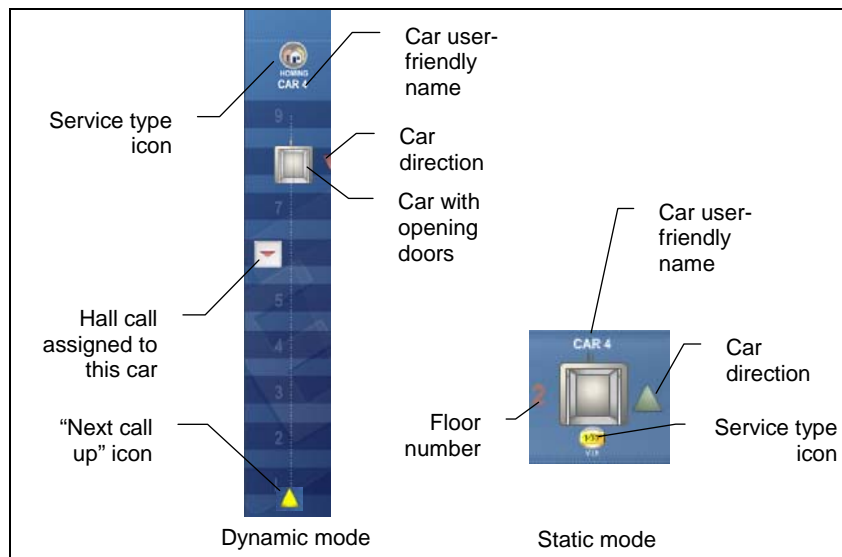 Car user-
friendly
name
HOMING
CAR 4
Service type
icon
9
Car
direction
Car with
opening
doors
7
Hall call
assigned to
this car
5
4
3
2
"Next call
up" icon
Dynamic mode
Car user-
friendly
name
CAR 4
Car
direction
2
Floor
number
VIP
V.I.P.
Service type
icon
Static mode